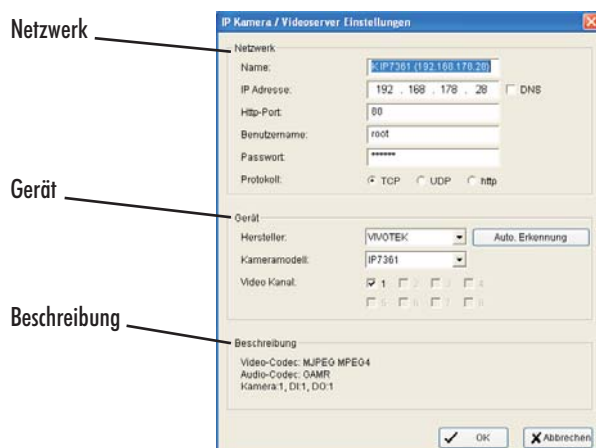 IP Kamera / Videoserver Einstellungen
Netzwerk
Netzwerk
Name: K IP7361 (192.168.178.28)
IP Adresse: 192 . 168 . 178 . 28 DNS
Http-Port: 80
Benutzername: root
Passwort: ******
Protokoll: TCP UDP http
Gerät
Gerät
Hersteller: VIVOTEK Auto. Erkennung
Kameramodell: IP7361
Video Kanal: 1 2 3 4
5 6 7 8
Beschreibung
Beschreibung
Video-Codec: MJPEG MPEG4
Audio-Codec: GAMR
Kamera:1, DI:1, DO:1
OK Abbrechen